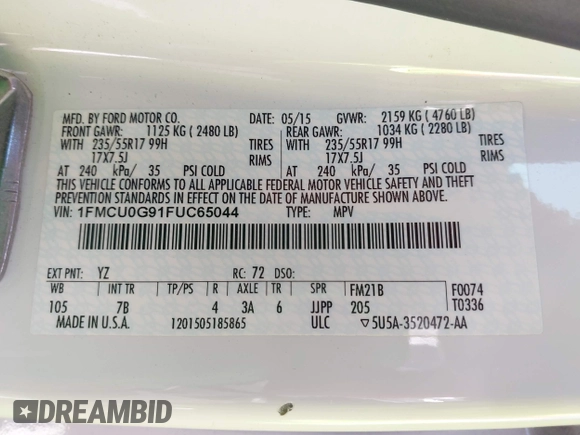 MFD. BY FORD MOTOR CO. DATE: 05/15 GVWR: 2159 KG ( 4760 LB)
FRONT GAWR: 1125 KG ( 2480 LB) REAR GAWR: 1034 KG ( 2280 LB)
WITH 235/55R17 99H TIRES WITH 235/55R17 99H TIRES
17X7.5J RIMS 17X7.5J RIMS
AT 240 kPa/ 35 PSI COLD AT 240 kPa/ 35 PSI COLD
THIS VEHICLE CONFORMS TO ALL APPLICABLE FEDERAL MOTOR VEHICLE SAFETY AND THEFT
PREVENTION STANDARDS IN EFFECT ON THE DATE OF MANUFACTURE SHOWN ABOVE.
VIN: 1FMCU0G91FUC65044 TYPE: MPV
EXT PNT: YZ RC: 72 DSO:
WB INT TR TP/PS R AXLE TR SPR FM21B F0074
105 7B 4 3A 6 JJPP 205 T0336
MADE IN U.S.A. 1201505185865 ULC ▽5U5A-3520472-AA
DREAMBID